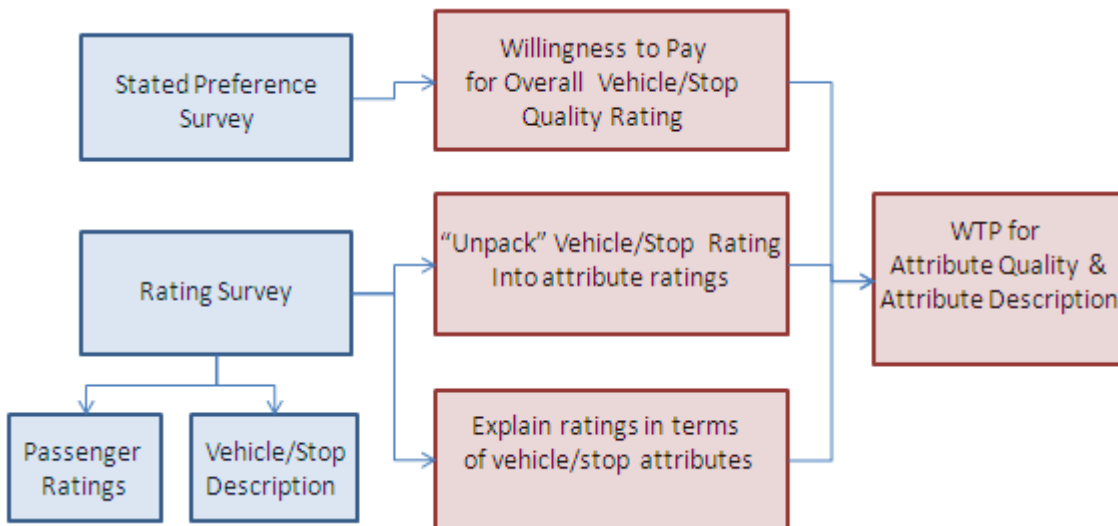 Stated Preference
Survey
Willingness to Pay
for Overall Vehicle/Stop
Quality Rating
Rating Survey
"Unpack" Vehicle/Stop Rating
Into attribute ratings
WTP for
Attribute Quality &
Attribute Description
Passenger
Ratings
Vehicle/Stop
Description
Explain ratings in terms
of vehicle/stop attributes